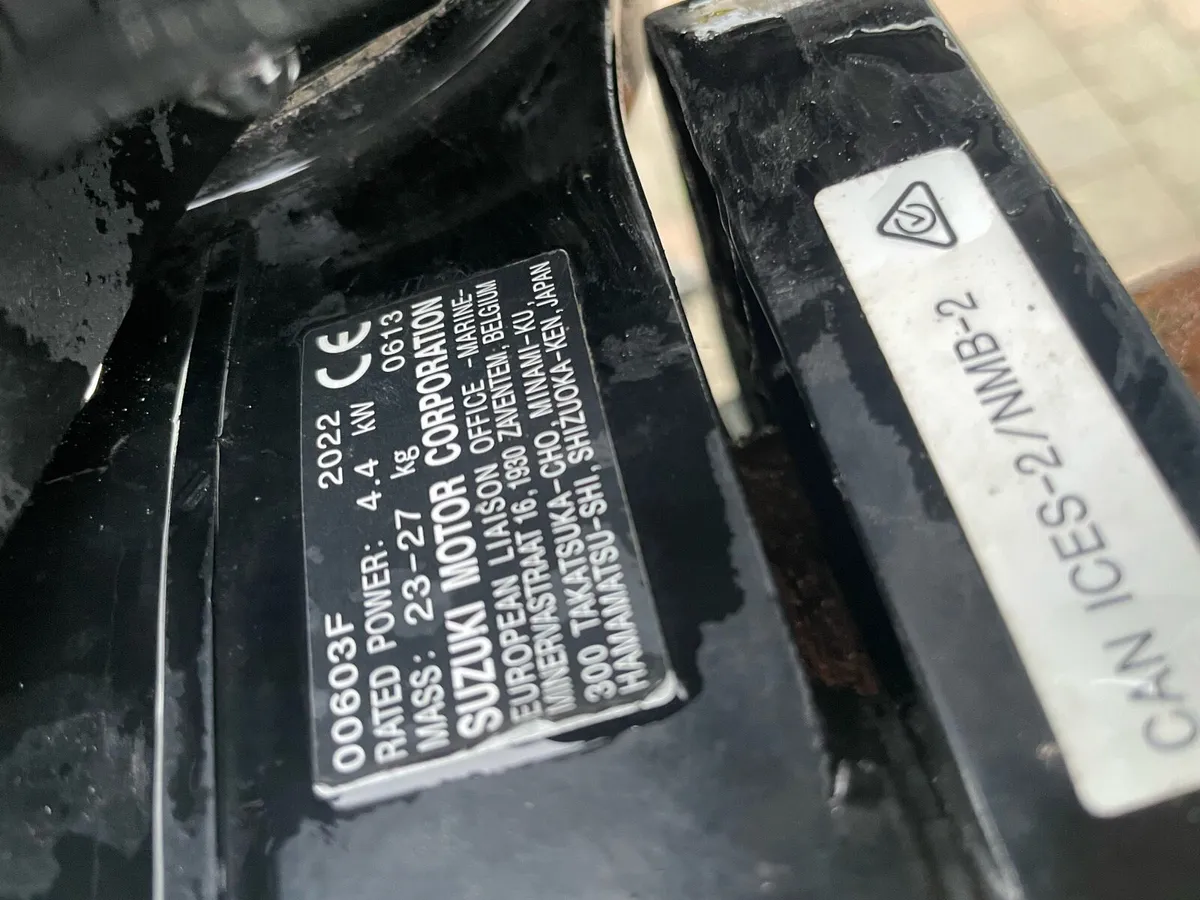 00603F 2022 CE
RATED POWER: 4.4 kW 0613
MASS: 23-27 kg
SUZUKI MOTOR CORPORATION
EUROPEAN LIAISON OFFICE -MARINE-
MINERVASTRAAT 16, 1930 ZAVENTEM, BELGIUM
300 TAKATSUKA-CHO, MINAMI-KU,
HAMAMATSU-SHI, SHIZUOKA-KEN, JAPAN
CAN ICES-2/NMB-2